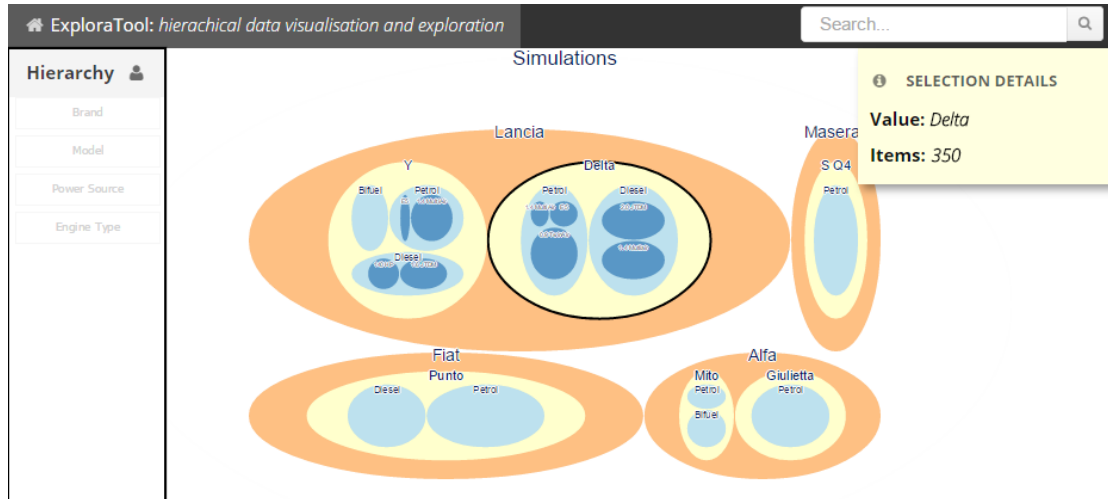 ExploraTool: hierachical data visualisation and exploration
Search...
Simulations
Hierarchy
Brand
Model
Power Source
Engine Type
SELECTION DETAILS
Value: Delta
Items: 350
Lancia
Masera
Y
Delta
S Q4
Bifuel
Petrol
Petrol
Diesel
Petrol
Diesel
Fiat
Alfa
Punto
Mito
Giulietta
Diesel
Petrol
Petrol
Petrol
Bifuel